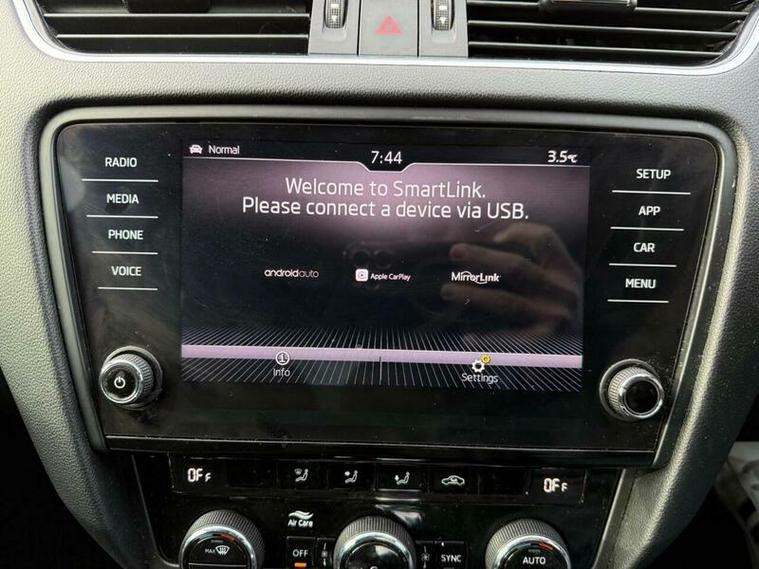 RADIO
MEDIA
PHONE
VOICE
Normal
7:44
3.5°C
Welcome to SmartLink.
Please connect a device via USB.
androidauto
Apple CarPlay
MirrorLink
Info
Settings
SETUP
APP
CAR
MENU
OFF
OFF
Air Care
MAX
OFF
SYNC
AUTO